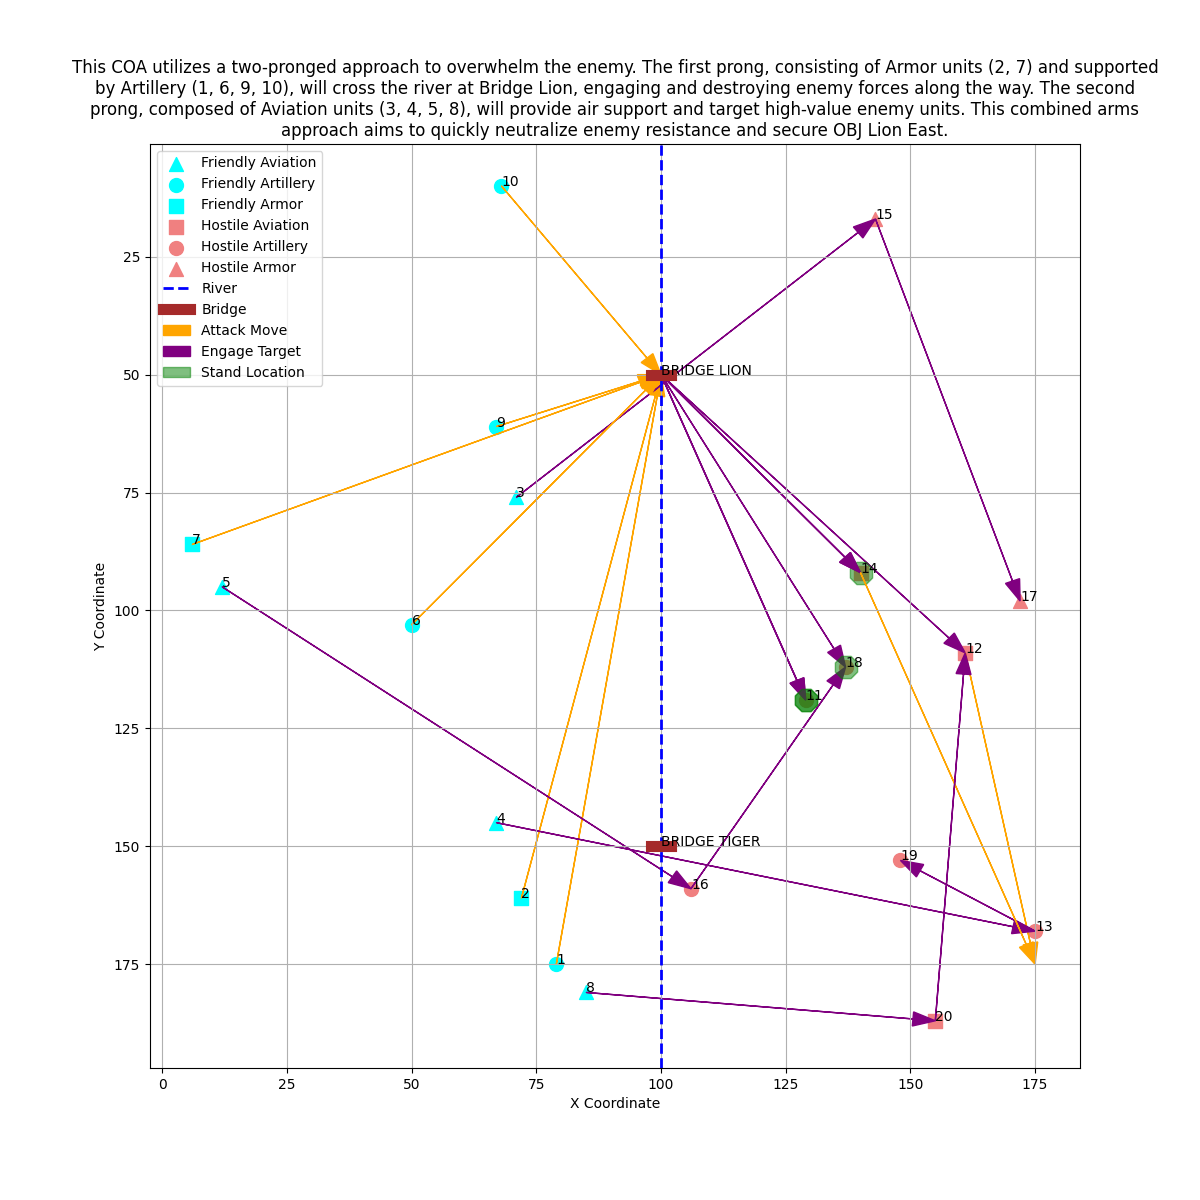 This COA utilizes a two-pronged approach to overwhelm the enemy. The first prong, consisting of Armor units (2, 7) and supported
by Artillery (1, 6, 9, 10), will cross the river at Bridge Lion, engaging and destroying enemy forces along the way. The second
prong, composed of Aviation units (3, 4, 5, 8), will provide air support and target high-value enemy units. This combined arms
approach aims to quickly neutralize enemy resistance and secure OBJ Lion East.
Friendly Aviation
Friendly Artillery
Friendly Armor
Hostile Aviation
Hostile Artillery
Hostile Armor
River
Bridge
Attack Move
Engage Target
Stand Location
10
15
BRIDGE LION
9
3
7
5
6
14
17
12
18
11
4
BRIDGE TIGER
19
16
2
13
1
8
20
25
50
75
100
125
150
175
Y Coordinate
0
25
50
75
100
125
150
175
X Coordinate